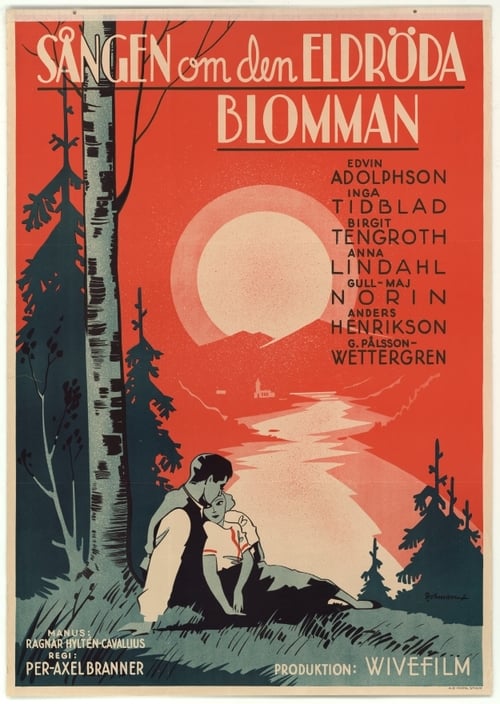 SÅNGEN om den ELDRÖDA
BLOMMAN
EDVIN
ADOLPHSON
INGA
TIDBLAD
BIRGIT
TENGROTH
ANNA
LINDAHL
GULL-MAJ
NORIN
ANDERS
HENRIKSON
G. PÅLSSON-
WETTERGREN
MANUS:
RAGNAR HYLTÉN-CAVALLIUS
REGI:
PER-AXEL BRANNER
PRODUKTION: WIVEFILM